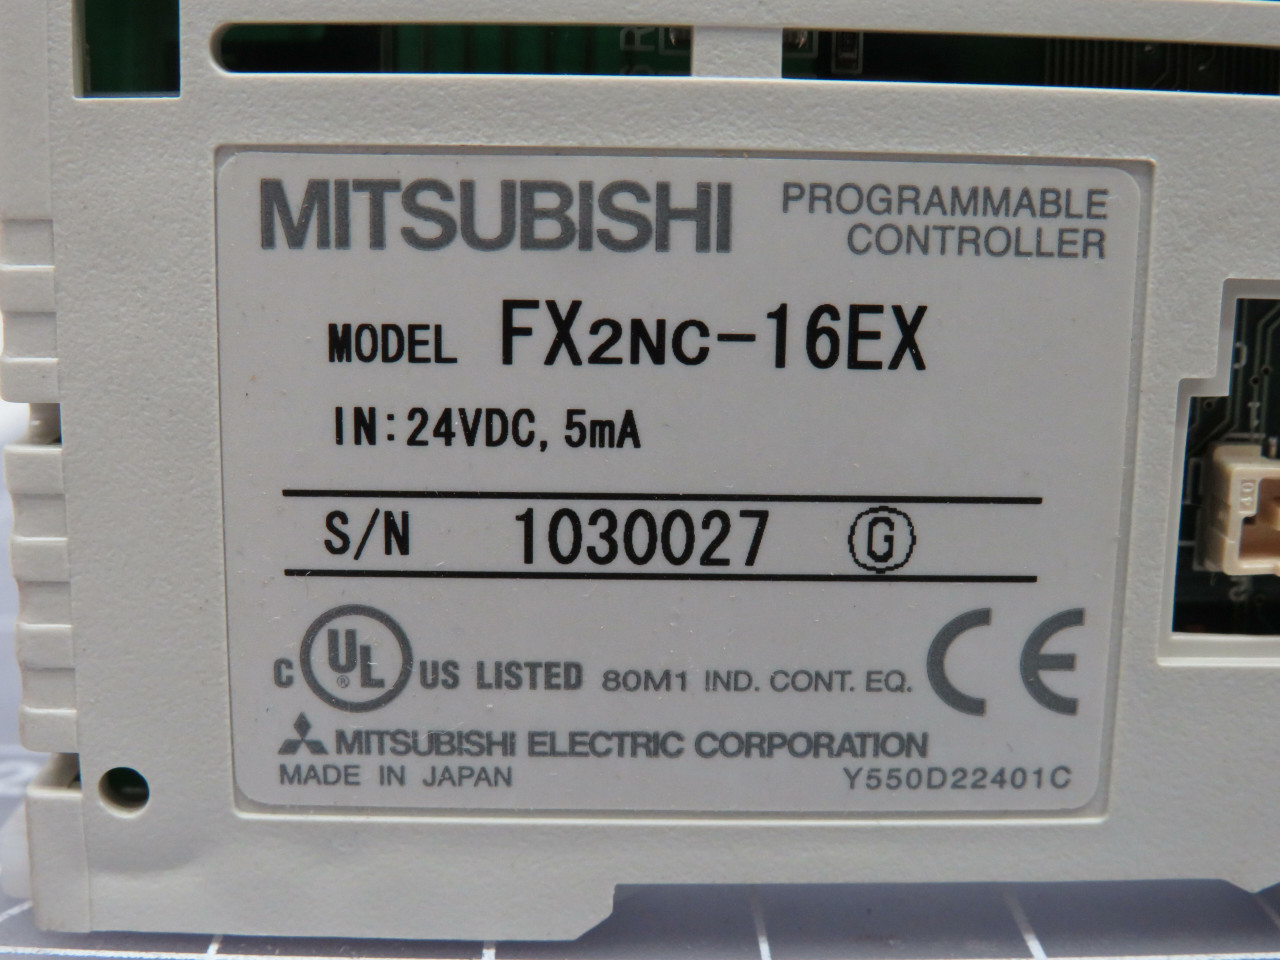 MITSUBISHI PROGRAMMABLE
CONTROLLER
MODEL FX2NC-16EX
IN:24VDC, 5mA
S/N 1030027 G
C UL ® US LISTED 80M1 IND. CONT. EQ. CE
MITSUBISHI ELECTRIC CORPORATION
MADE IN JAPAN Y550D22401C